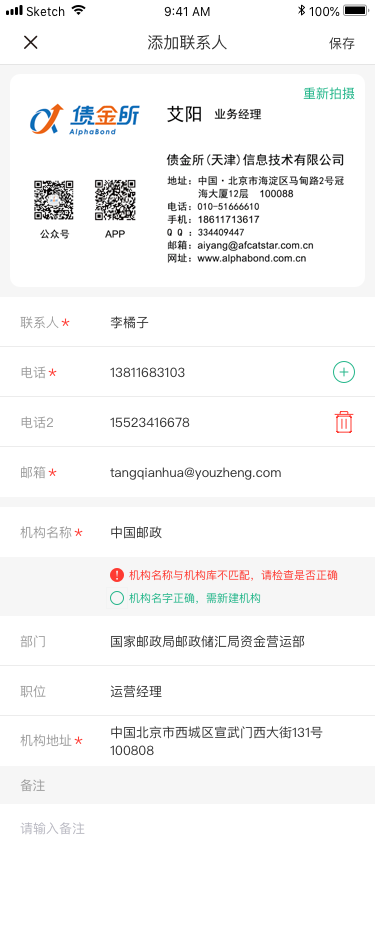 Sketch
9:41 AM
100%
添加联系人
保存
重新拍摄
债金所
AlphaBond
艾阳 业务经理
债金所(天津)信息技术有限公司
地址：中国·北京市海淀区马甸路2号冠
海大厦12层 100088
电话：010-51666610
手机：18611713617
Q Q ：334409447
邮箱：aiyang@afcatstar.com.cn
网址：www.alphabond.com.cn
公众号
APP
联系人* 李橘子
电话* 13811683103
电话2 15523416678
邮箱* tangqianhua@youzheng.com
机构名称* 中国邮政
机构名称与机构库不匹配，请检查是否正确
机构名字正确，需新建机构
部门 国家邮政局邮政储汇局资金营运部
职位 运营经理
机构地址* 中国北京市西城区宣武门西大街131号
100808
备注
请输入备注